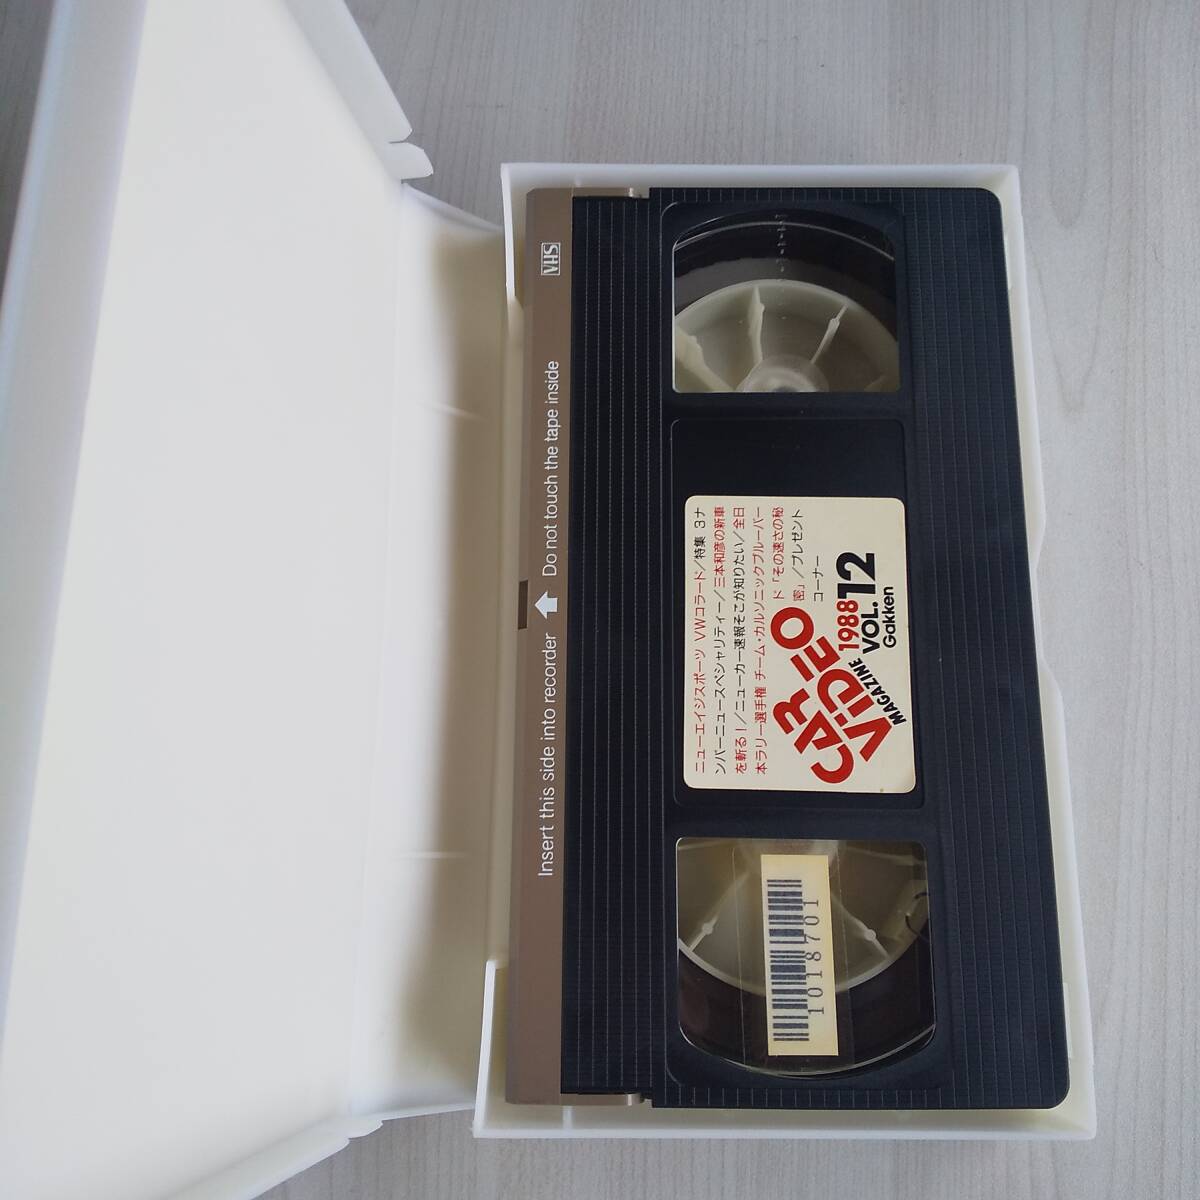 VHS
Insert this side into recorder
Do not touch the tape inside
ニューエイジスポーツ VWコラード/特集 3ナ
ンバーニュースペシャリティー/三本和彦の新車
を斬る!/ニューカー速報そこが知りたい/全日
本ラリー選手権 チーム・カルソニックブルーバー
ド「その速さの秘
密」/プレゼント
コーナー
CAR
ViDEO
MAGAZINE
1988
VOL.12
Gakken
1018701